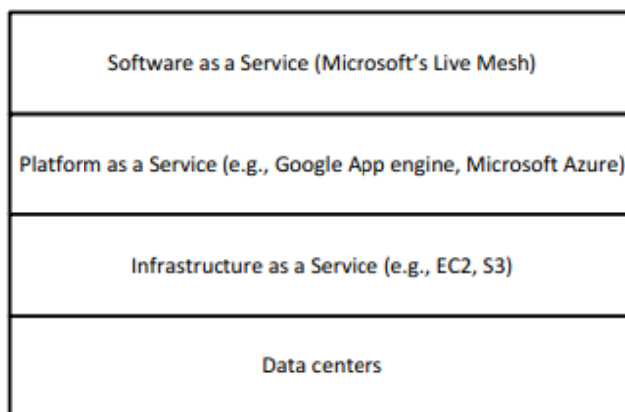 Software as a Service (Microsoft's Live Mesh)
Platform as a Service (e.g., Google App engine, Microsoft Azure)
Infrastructure as a Service (e.g., EC2, S3)
Data centers